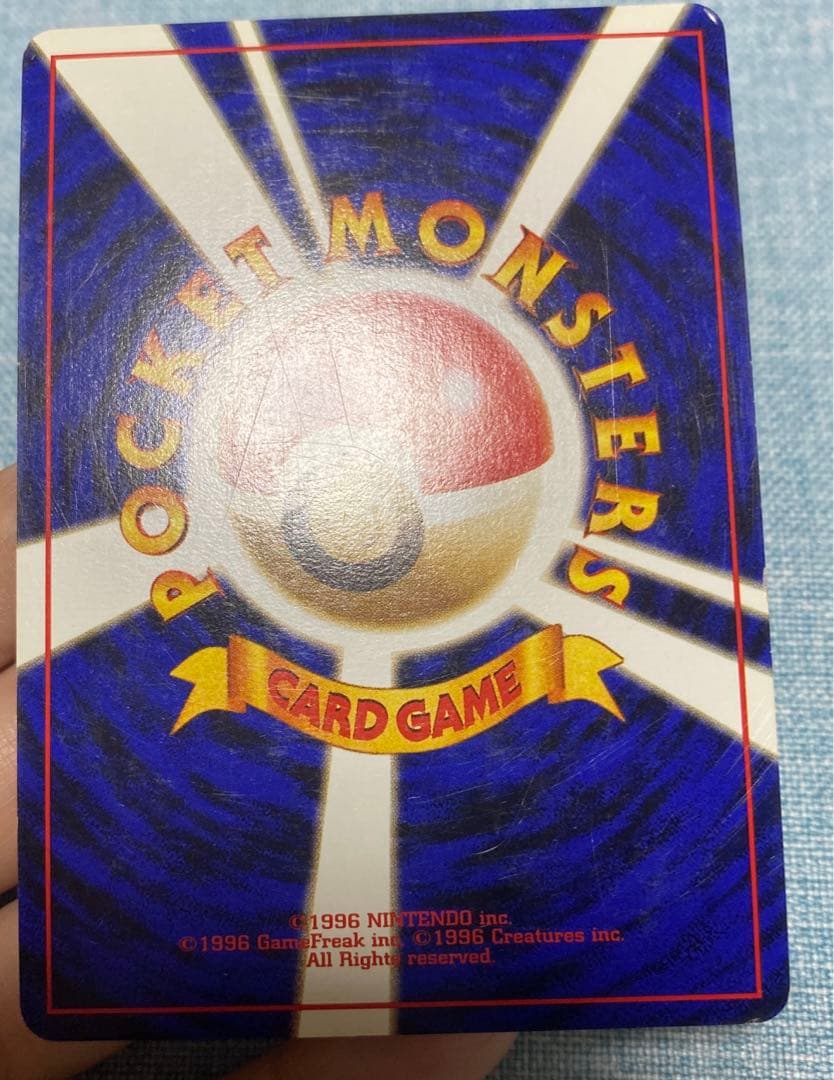 POCKET MONSTERS
CARD GAME
©1996 NINTENDO inc.
©1996 GameFreak inc. ©1996 Creatures inc.
All Rights reserved.